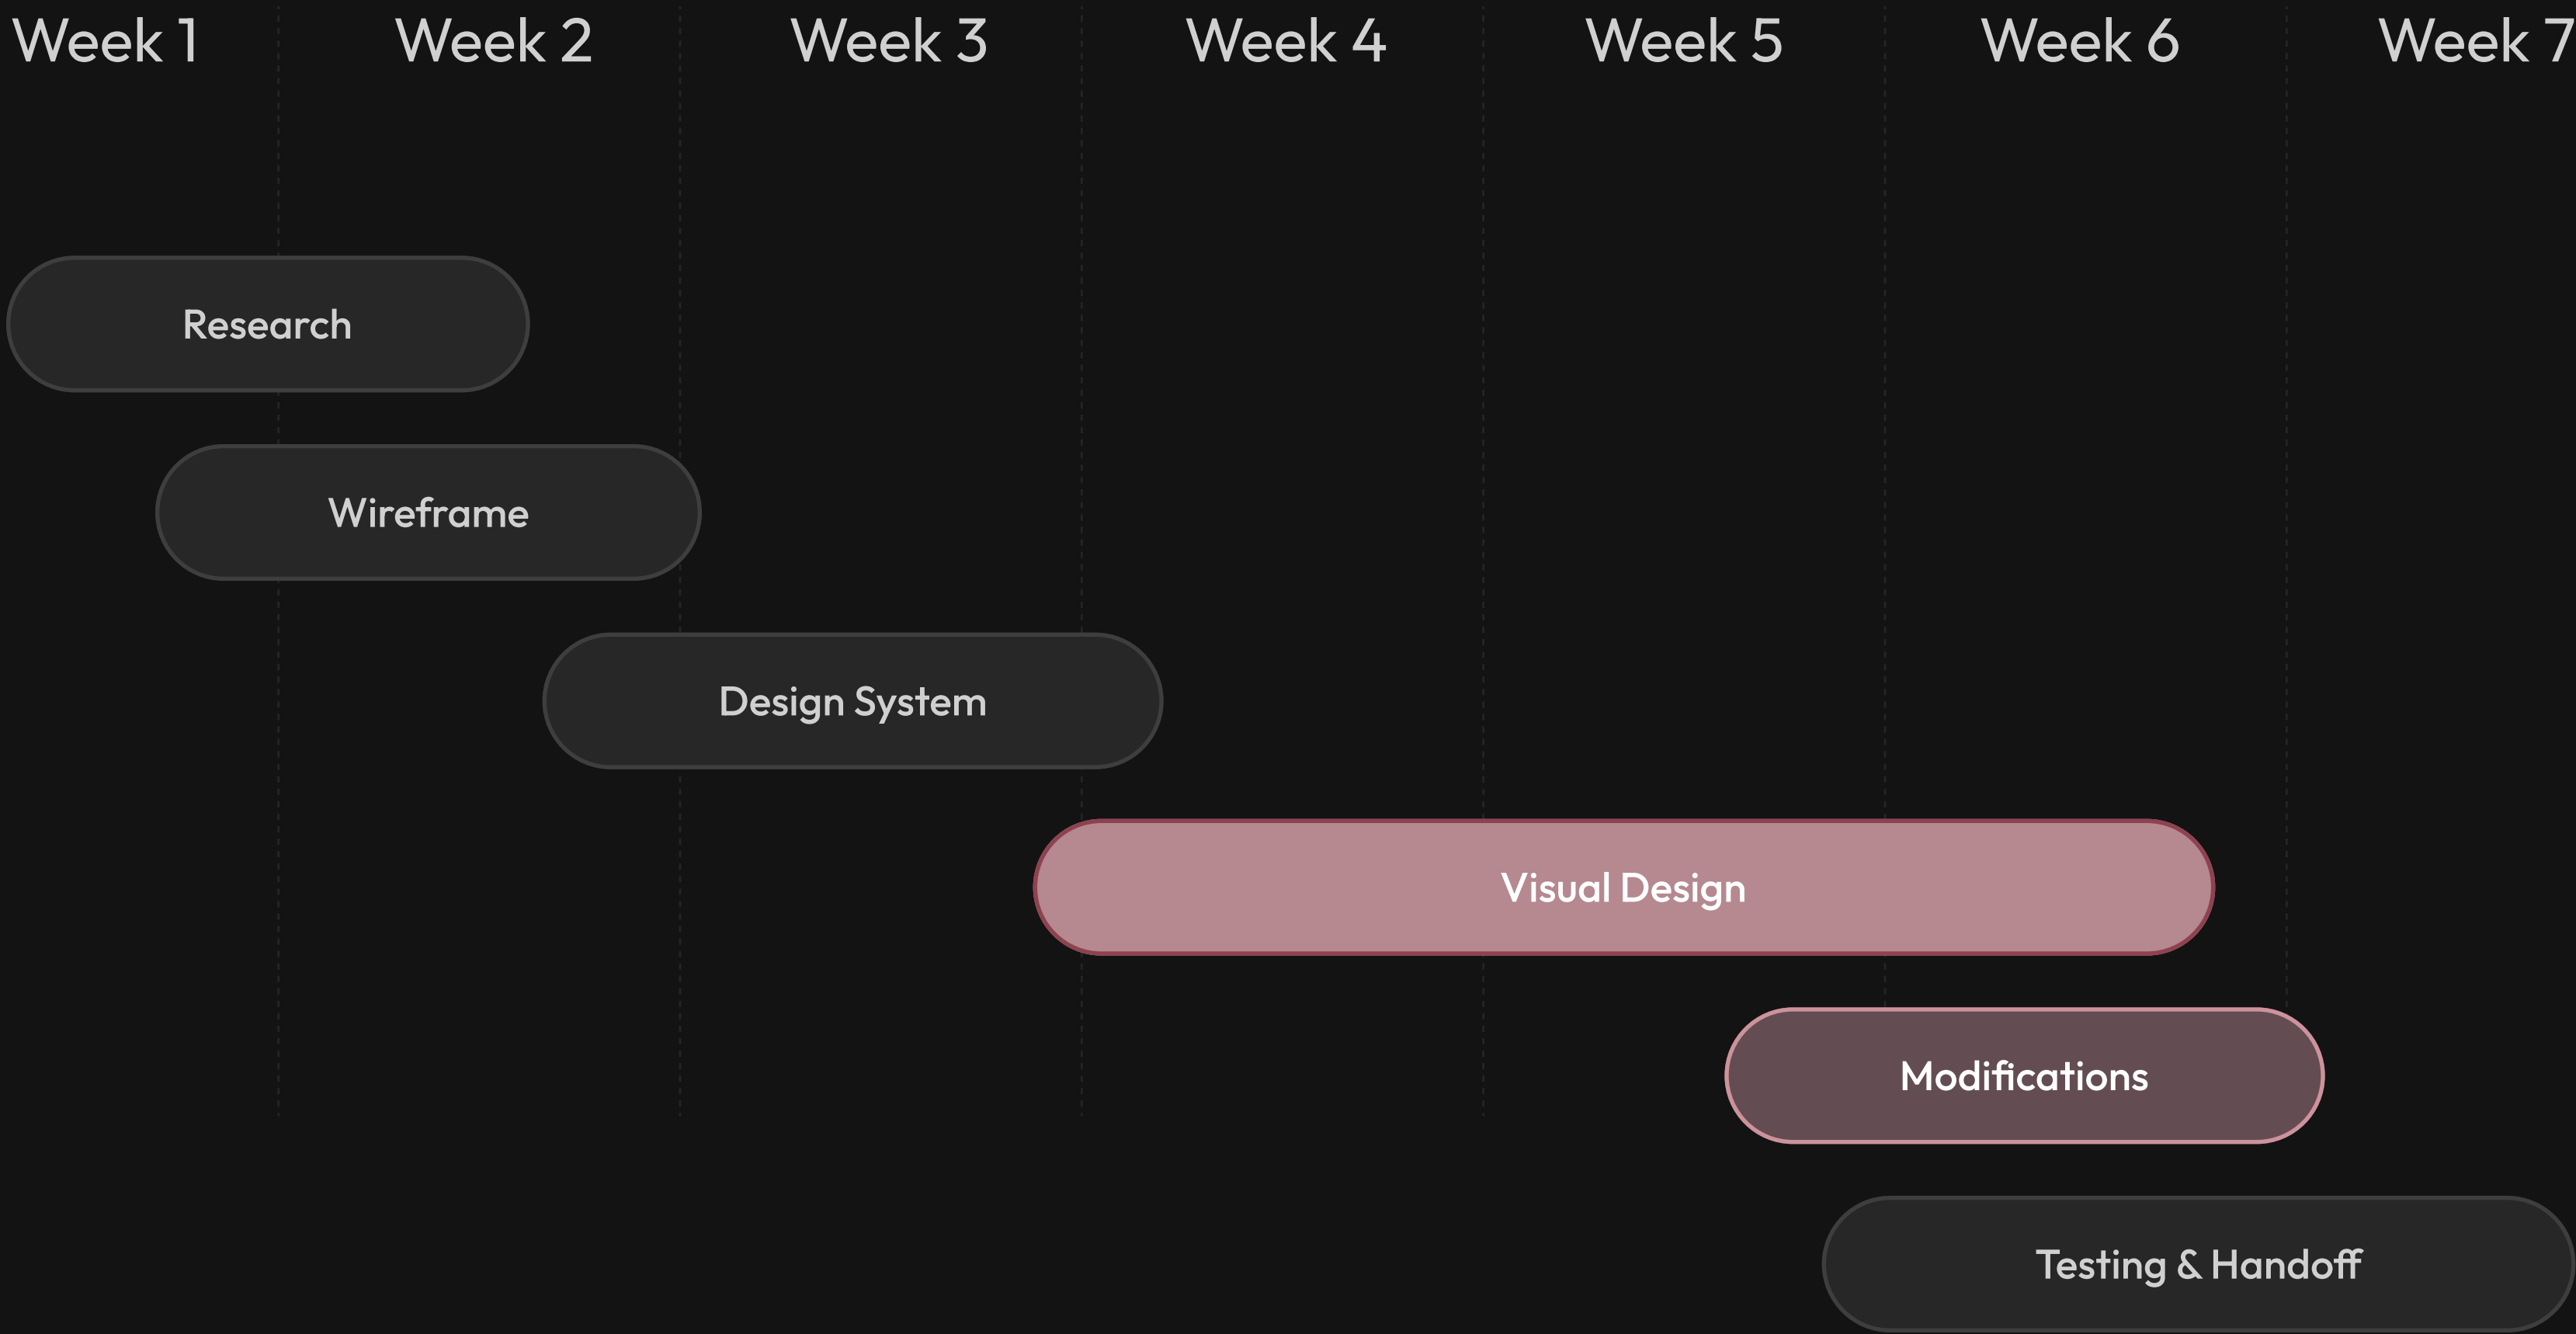 Week 1 Week 2 Week 3 Week 4 Week 5 Week 6 Week 7
Research
Wireframe
Design System
Visual Design
Modifications
Testing & Handoff